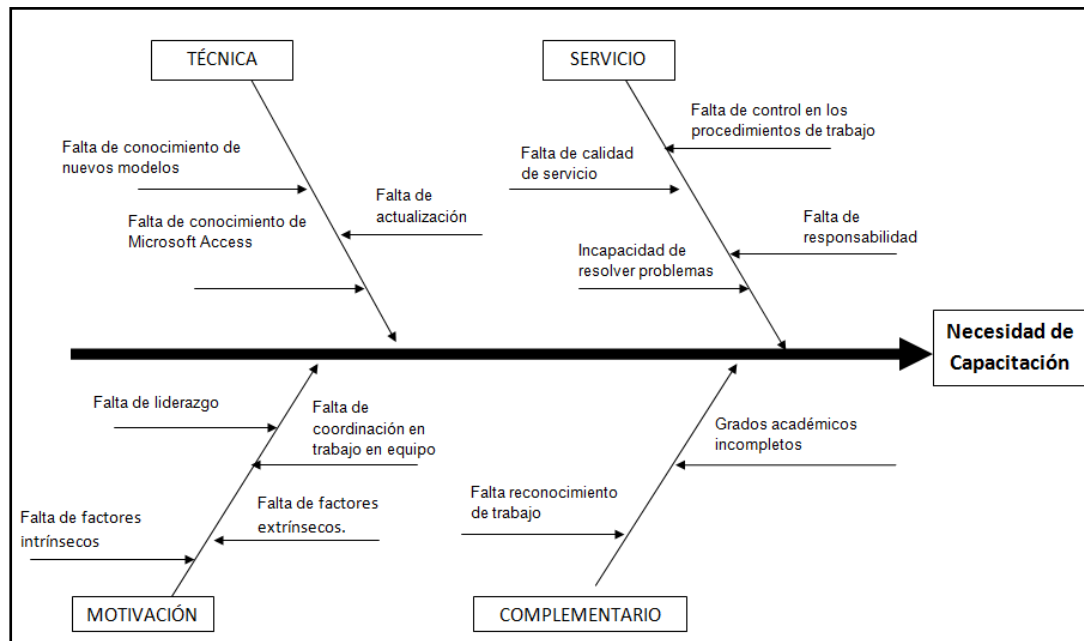 TÉCNICA
SERVICIO
Falta de conocimiento de
nuevos modelos
Falta de
actualización
Falta de conocimiento de
Microsoft Access
Falta de control en los
procedimientos de trabajo
Falta de calidad
de servicio
Falta de
responsabilidad
Incapacidad de
resolver problemas
Necesidad de
Capacitación
Falta de liderazgo
Falta de
coordinación en
trabajo en equipo
Falta de factores
extrínsecos.
Falta de factores
intrínsecos
Grados académicos
incompletos
Falta reconocimiento
de trabajo
MOTIVACIÓN
COMPLEMENTARIO